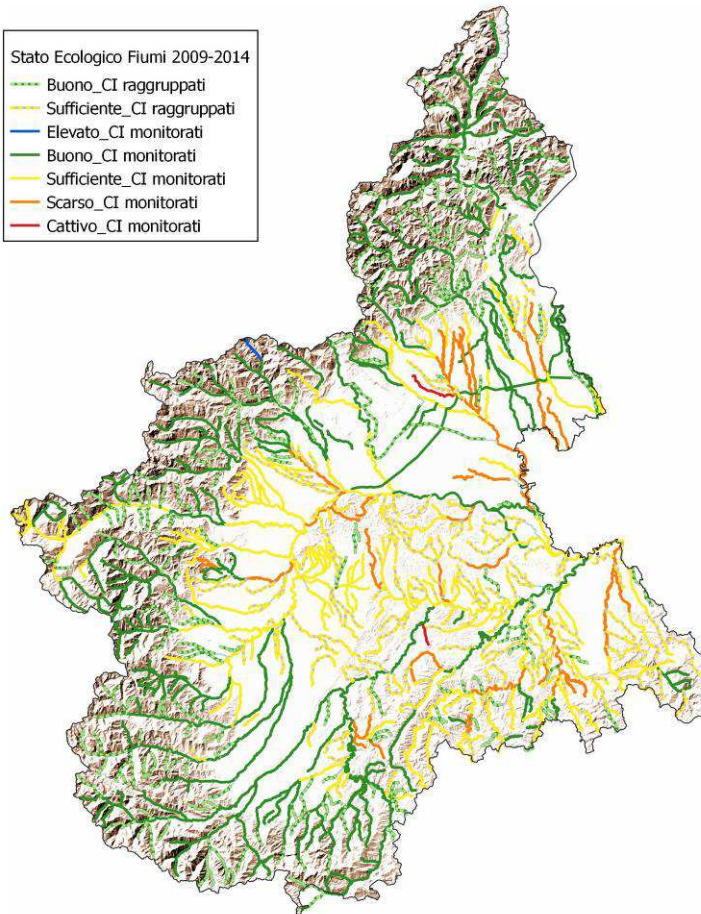 Stato Ecologico Fiumi 2009-2014
Buono_CI raggruppati
Sufficiente_CI raggruppati
Elevato_CI monitorati
Buono_CI monitorati
Sufficiente_CI monitorati
Scarso_CI monitorati
Cattivo_CI monitorati